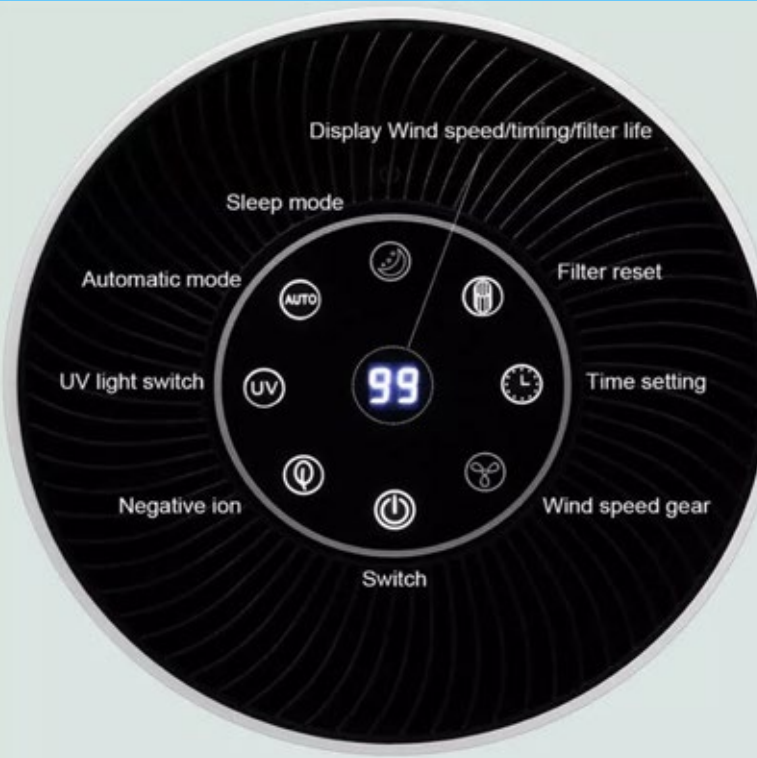 Display Wind speed/timing/filter life
Sleep mode
Automatic mode
AUTO
Filter reset
UV light switch
UV
99
Time setting
Negative ion
Wind speed gear
Switch